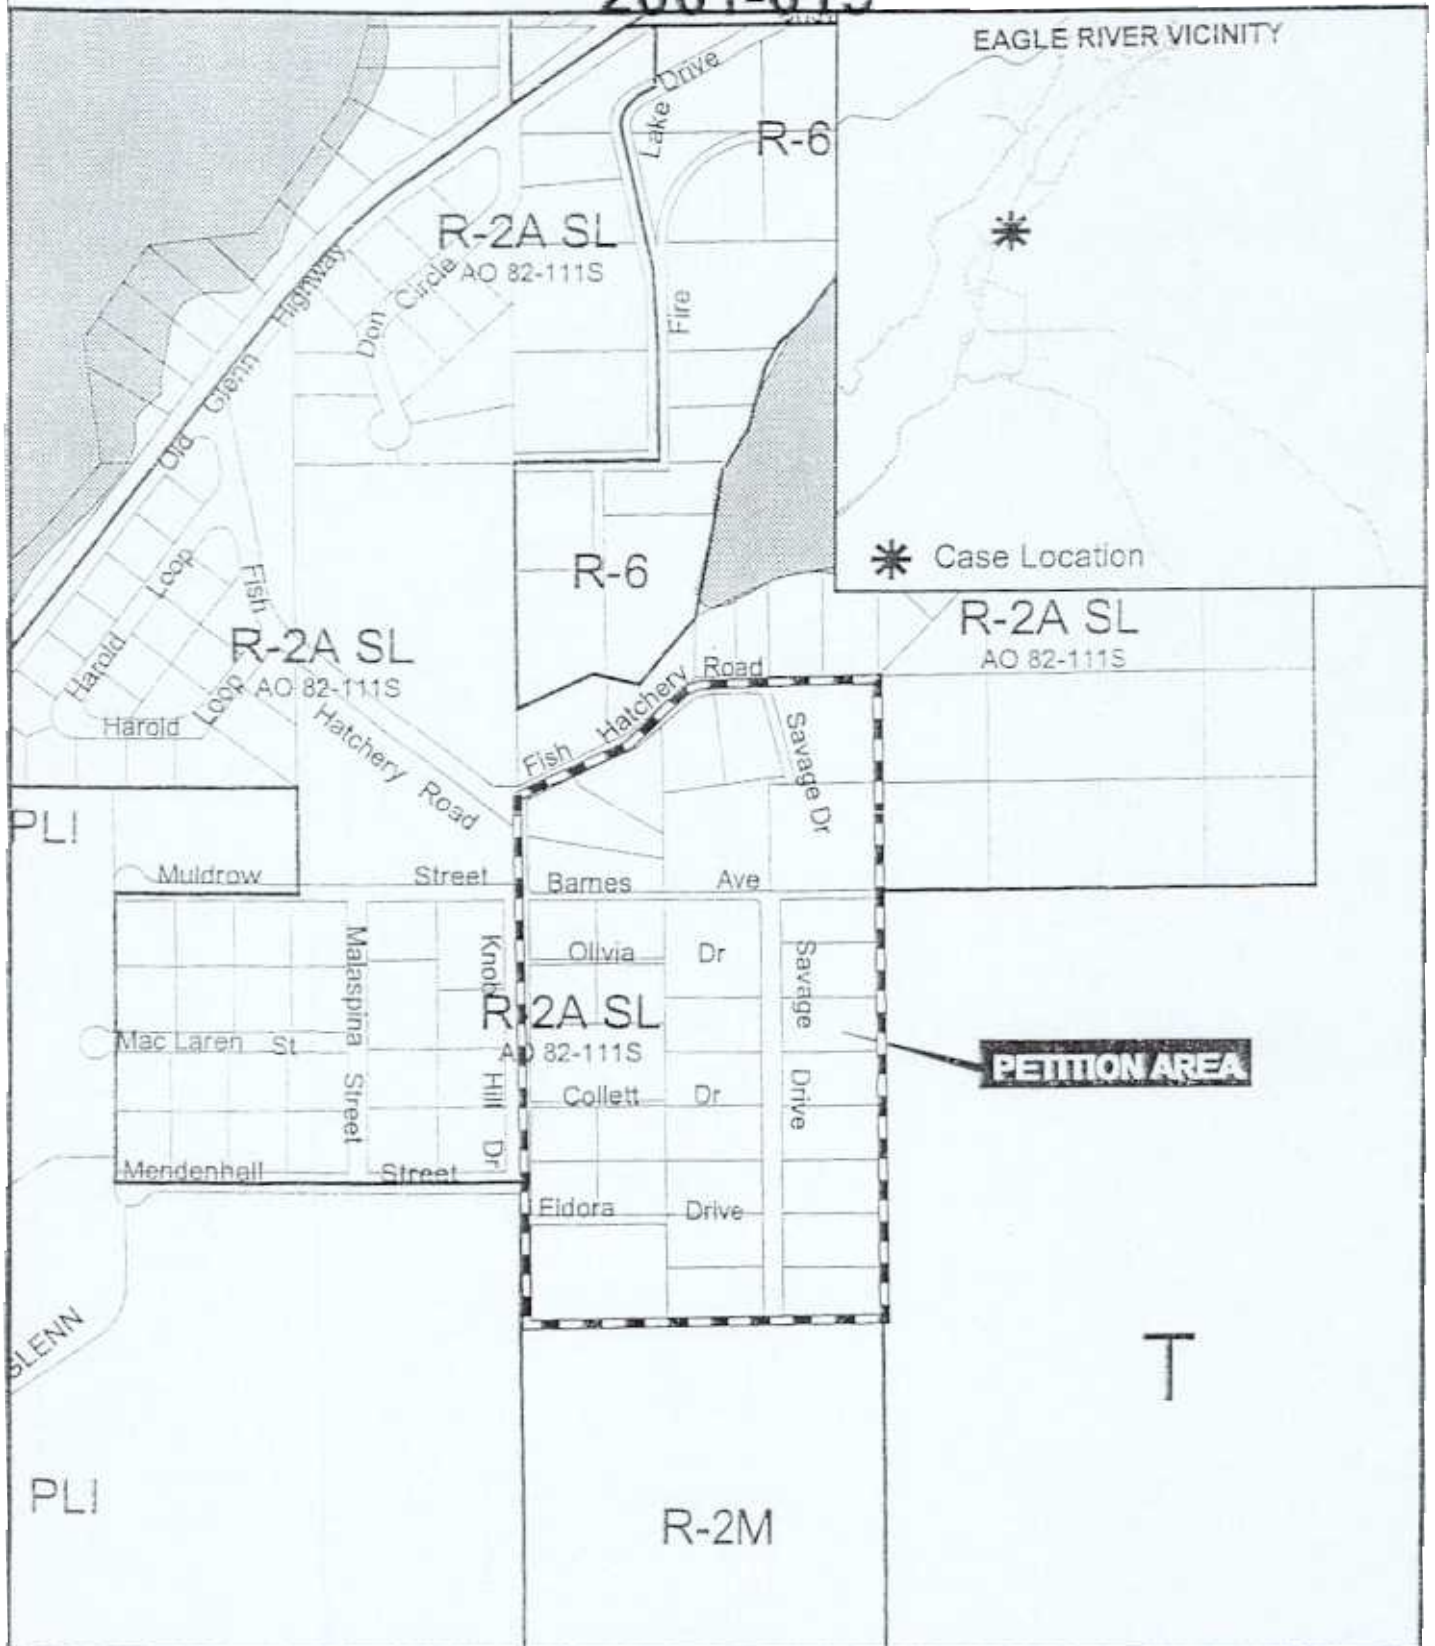 EAGLE RIVER VICINITY
Lake Drive
R-6
R-2A SL
AO 82-111S
Old Glenn Highway
Don Circle
Fire
Case Location
R-6
R-2A SL
AO 82-111S
Fish
Harold Loop
R-2A SL
AO 82-111S
Harold Loop
Hatchery Road
Fish Hatchery Road
Savage Dr
PLI
Muldrow Street
Barnes Ave
Malaspina Street
Knob Hill Dr
Olivia Dr
Savage Drive
R-2A SL
AO 82-111S
Mac Laren St
PETITION AREA
Collett Dr
Mendenhall Street
Eldora Drive
GLENN
T
PLI
R-2M